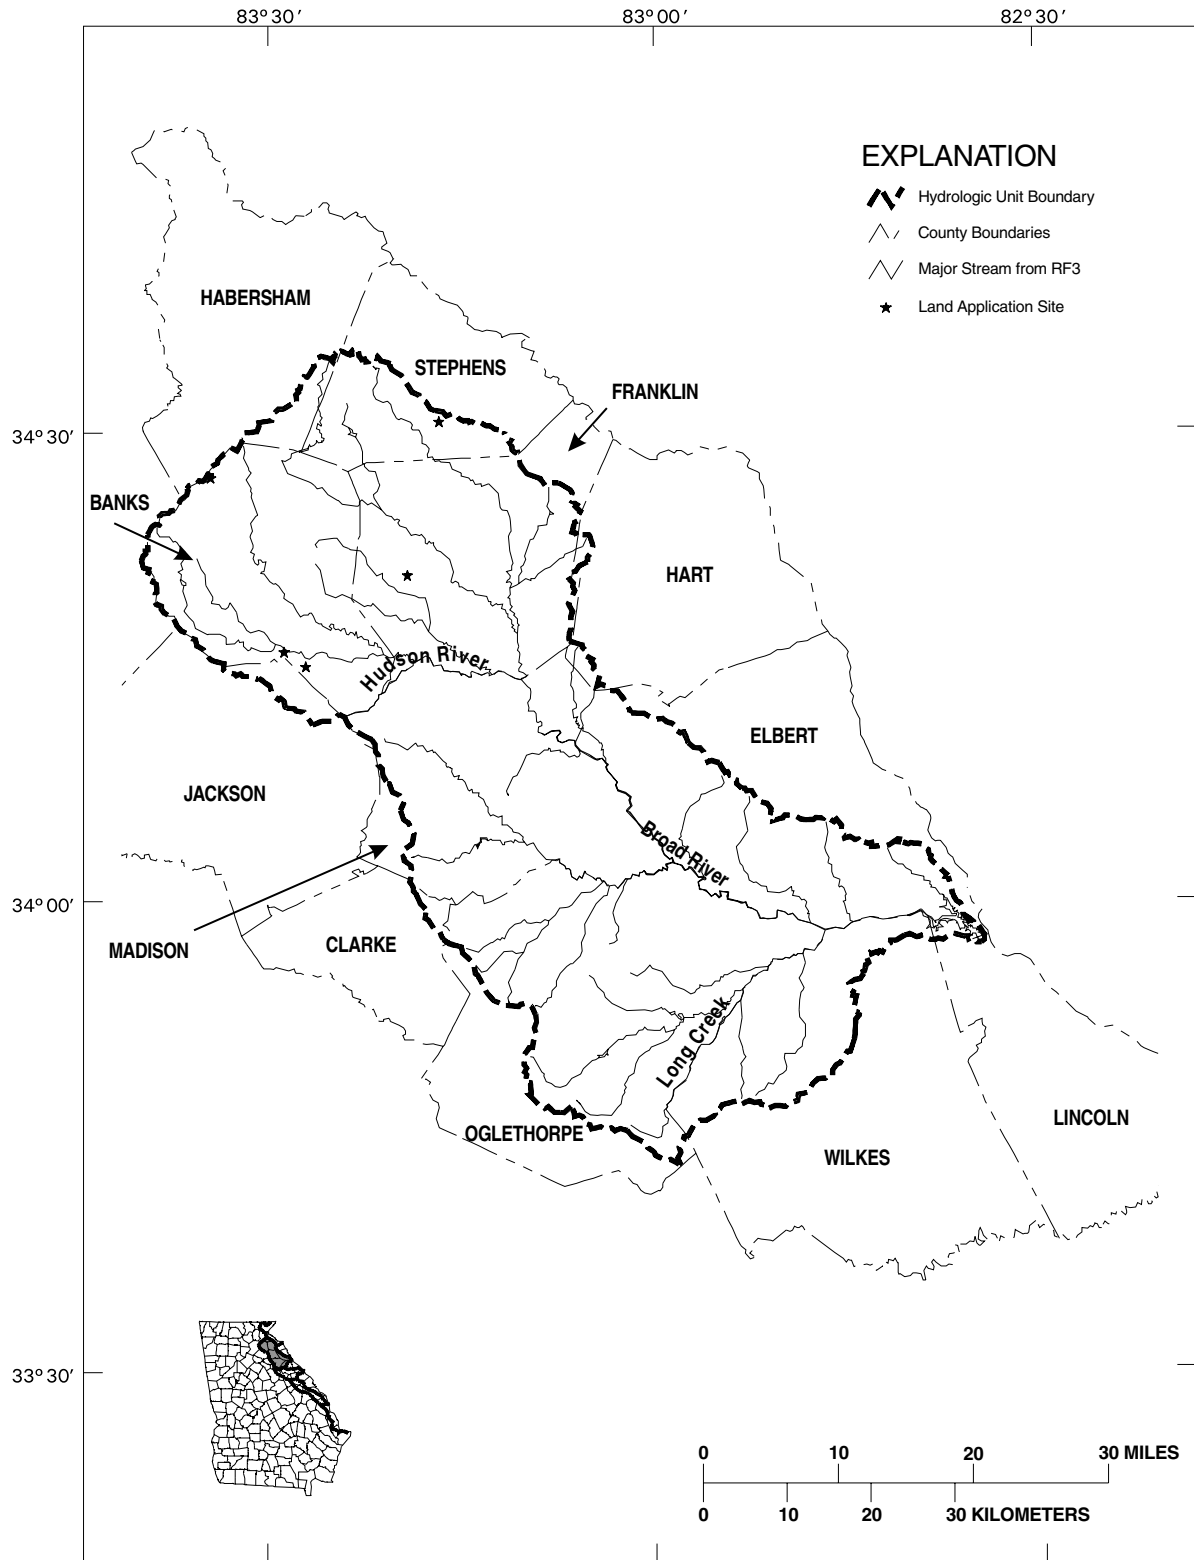 83° 30′
83° 00′
82° 30′
EXPLANATION
Hydrologic Unit Boundary
County Boundaries
Major Stream from RF3
Land Application Site
HABERSHAM
STEPHENS
FRANKLIN
34° 30′
BANKS
HART
Hudson River
ELBERT
JACKSON
Broad River
34° 00′
MADISON
CLARKE
Long Creek
OGLETHORPE
LINCOLN
WILKES
33° 30′
0 10 20 30 MILES
0 10 20 30 KILOMETERS